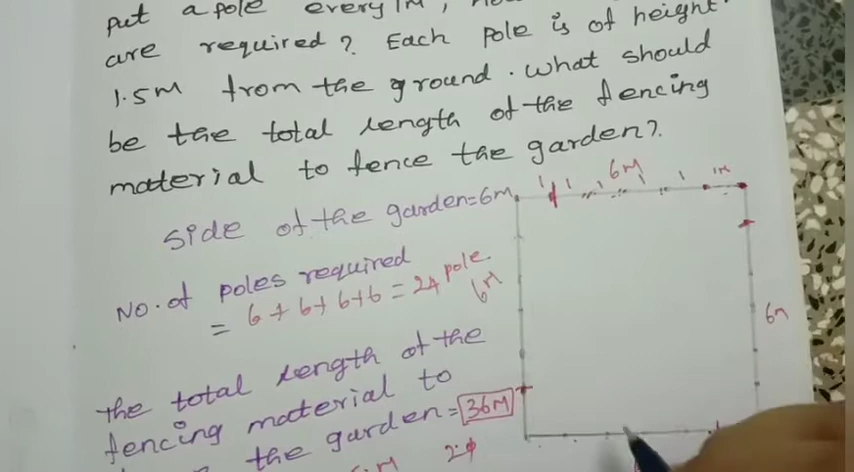 put a pole every 1M,
are required? Each pole is of height
1.5M from the ground. What should
be the total length of the fencing
material to fence the garden?
side of the garden=6M
6M
1M
No. of poles required
= 6+6+6+6=24 pole.
6M
6M
the total length of the
fencing material to
the garden=36M